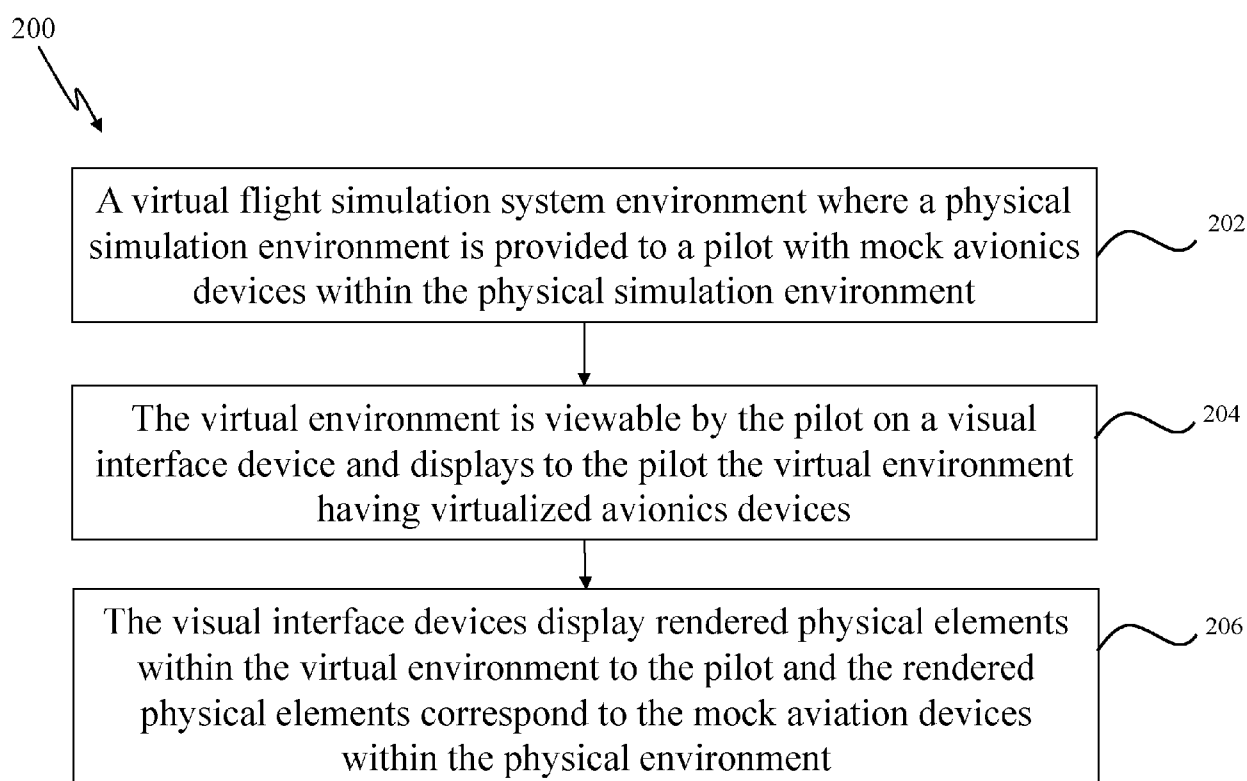 200
A virtual flight simulation system environment where a physical
simulation environment is provided to a pilot with mock avionics
devices within the physical simulation environment
202
The virtual environment is viewable by the pilot on a visual
interface device and displays to the pilot the virtual environment
having virtualized avionics devices
204
The visual interface devices display rendered physical elements
within the virtual environment to the pilot and the rendered
physical elements correspond to the mock aviation devices
within the physical environment
206